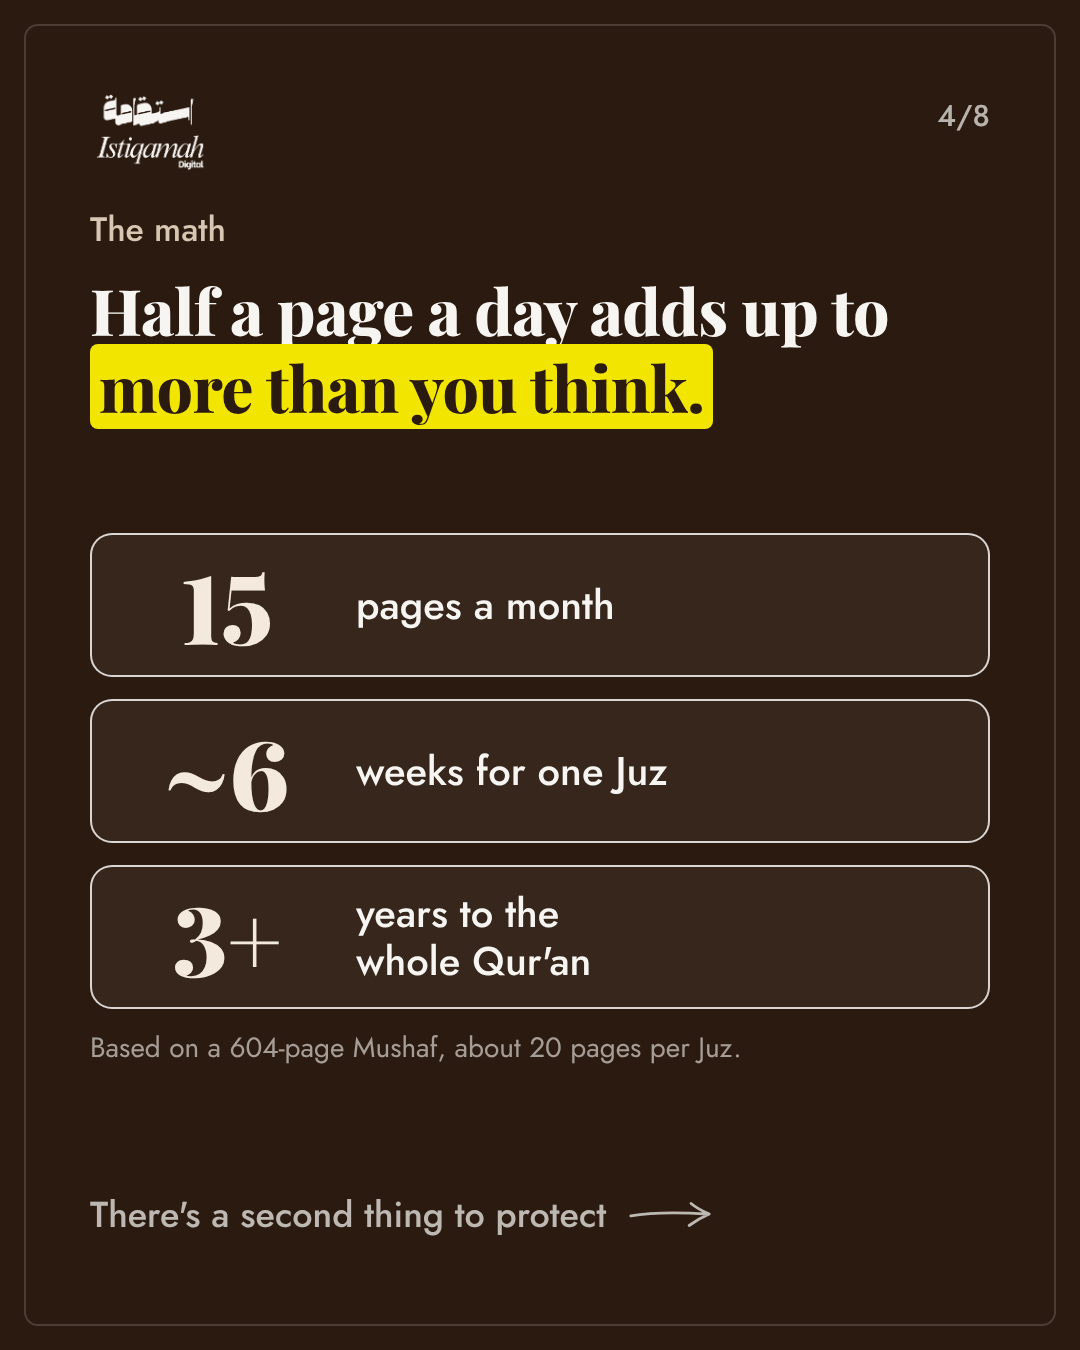 استقامة
Istiqamah
Digital
4/8
The math
Half a page a day adds up to
more than you think.
15 pages a month
~6 weeks for one Juz
3+ years to the
whole Qur'an
Based on a 604-page Mushaf, about 20 pages per Juz.
There's a second thing to protect